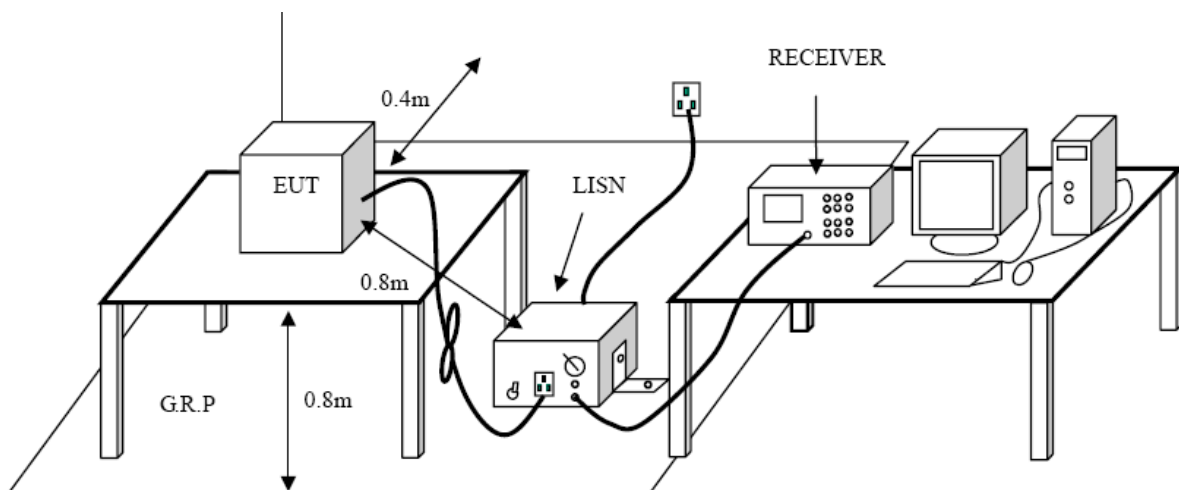 RECEIVER
0.4m
EUT
LISN
0.8m
G.R.P
0.8m